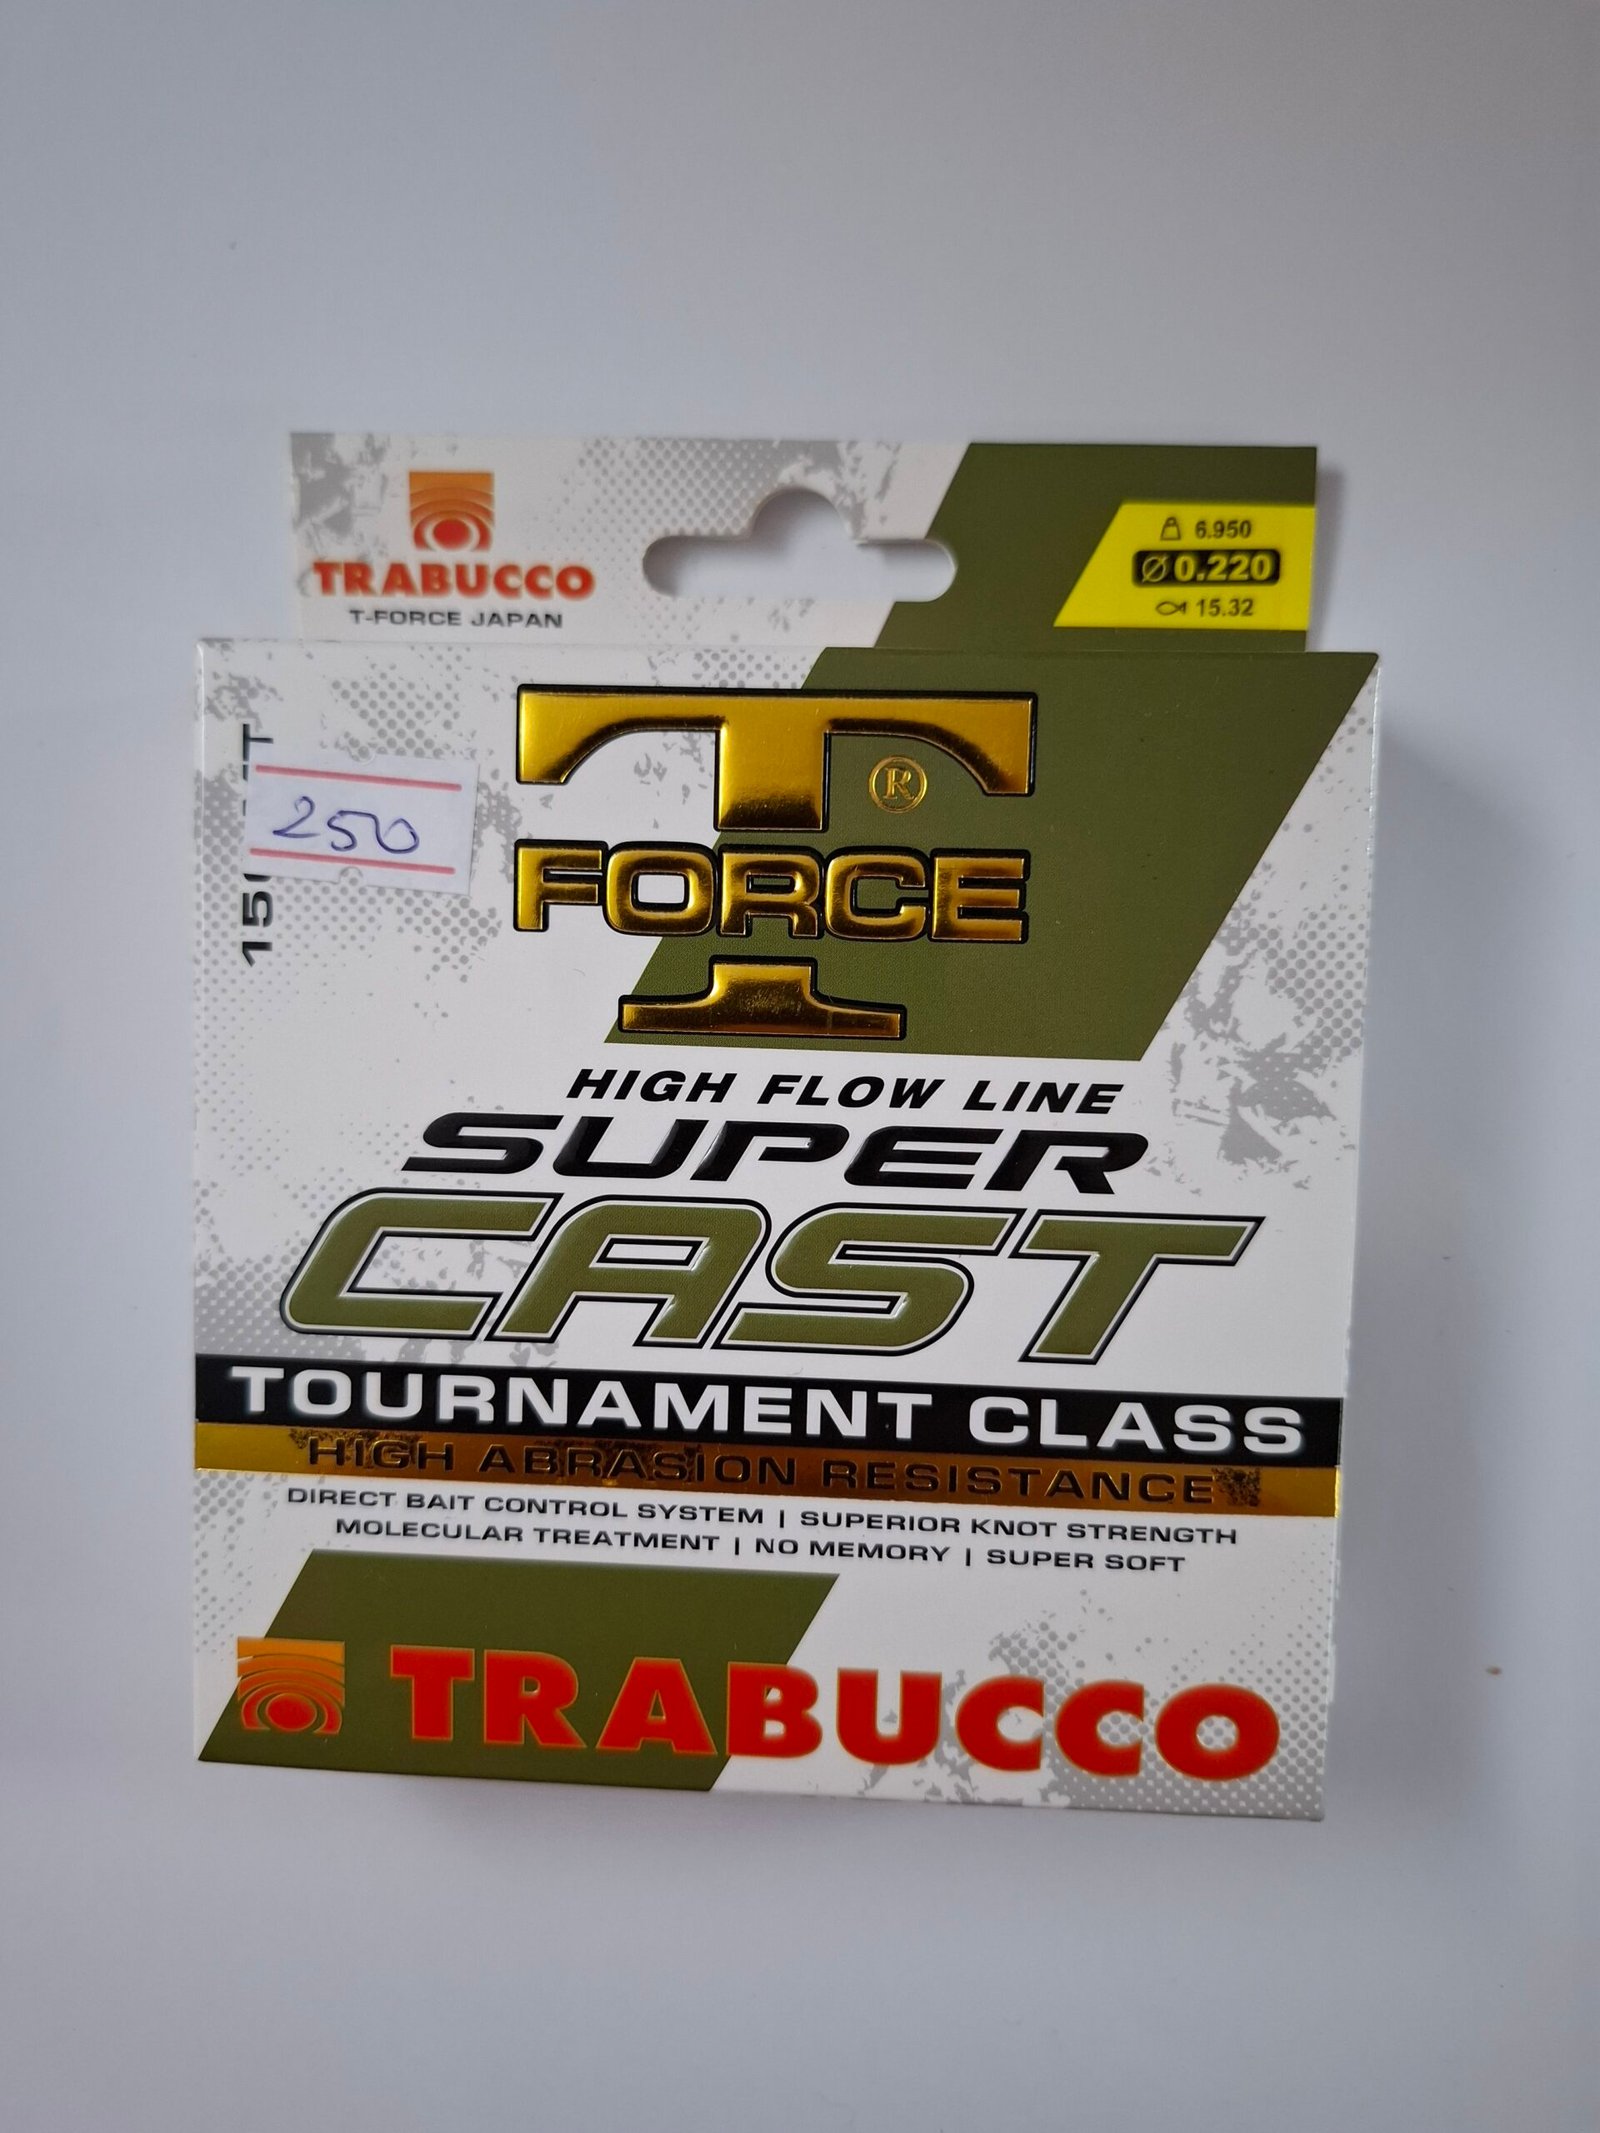 TRABUCCO
T-FORCE JAPAN
6.950
Ø 0.220
15.32
250
T
FORCE
®
HIGH FLOW LINE
SUPER
CAST
TOURNAMENT CLASS
HIGH ABRASION RESISTANCE
DIRECT BAIT CONTROL SYSTEM | SUPERIOR KNOT STRENGTH
MOLECULAR TREATMENT | NO MEMORY | SUPER SOFT
TRABUCCO